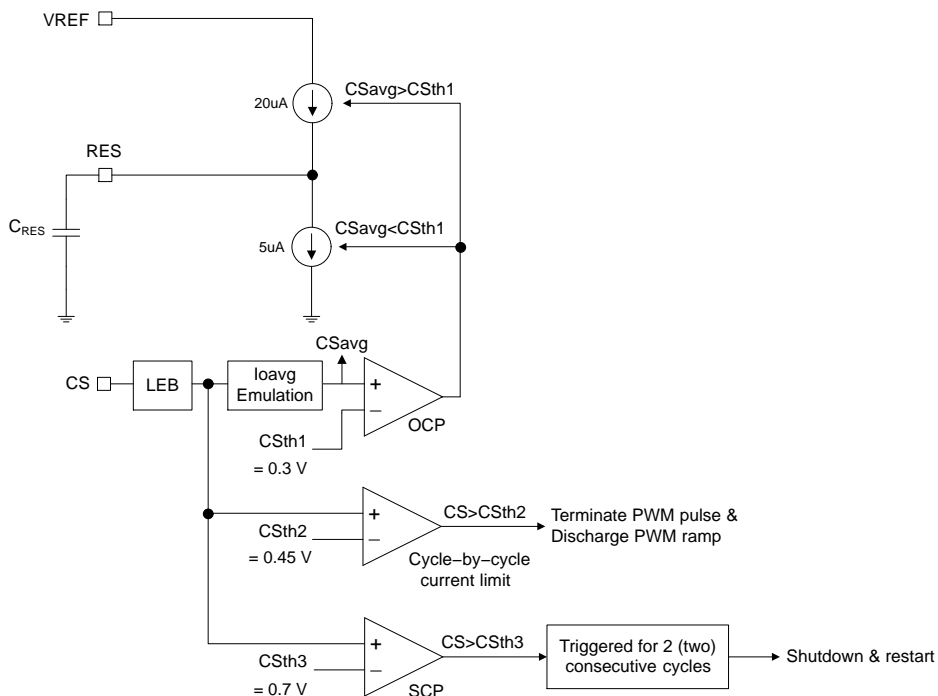 VREF
CSavg>CSth1
20uA
RES
CRES
CSavg<CSth1
5uA
CSavg
CS
LEB
Ioavg
Emulation
+
−
OCP
CSth1
= 0.3 V
+
−
CS>CSth2
Terminate PWM pulse &
Discharge PWM ramp
CSth2
= 0.45 V
Cycle−by−cycle
current limit
+
−
CS>CSth3
Triggered for 2 (two)
consecutive cycles
Shutdown & restart
CSth3
= 0.7 V
SCP